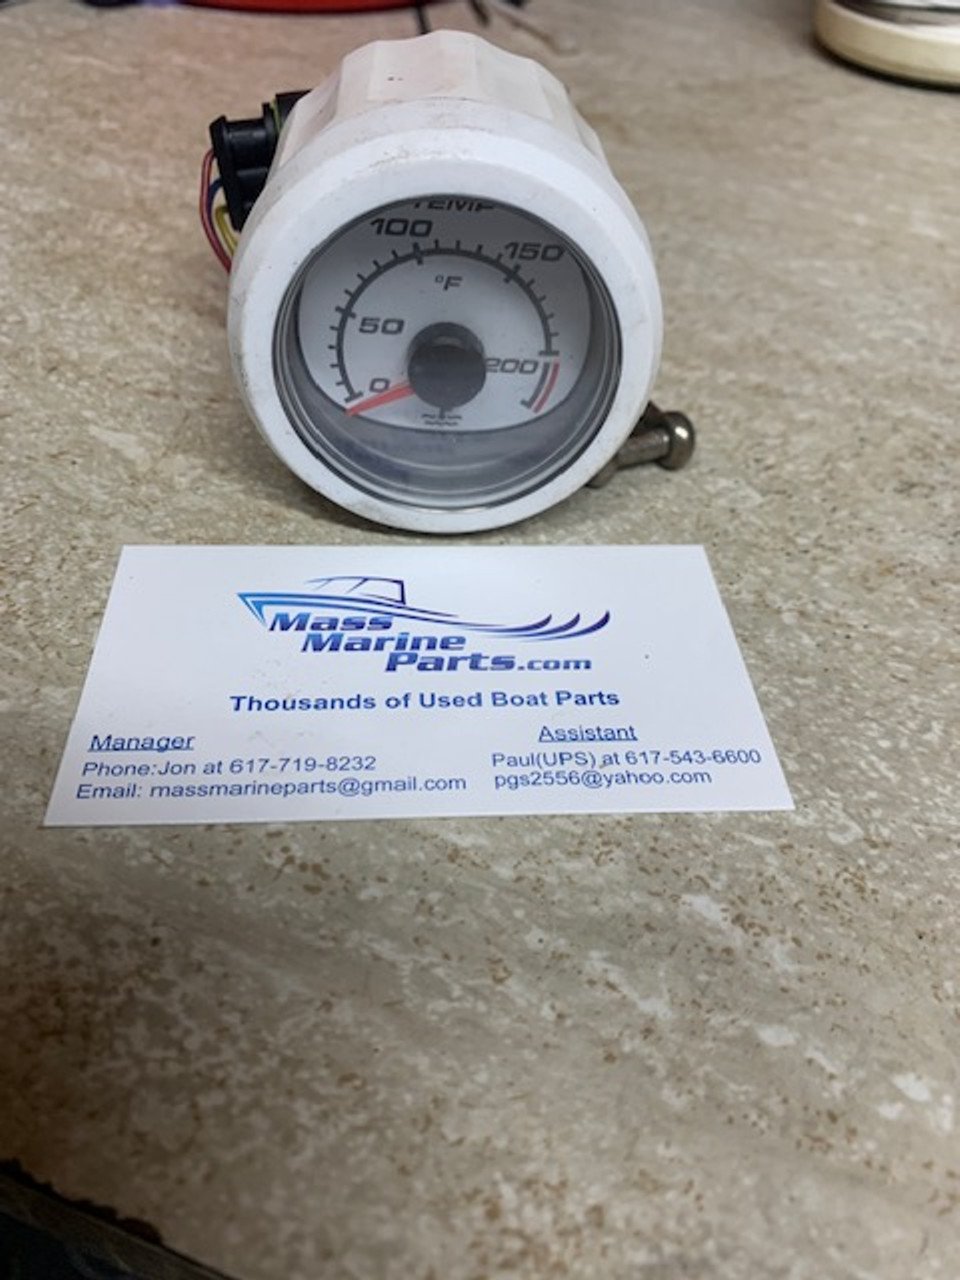 TEMP
100
150
°F
50
200
0
Mass
Marine
Parts.com
Thousands of Used Boat Parts
Manager
Phone:Jon at 617-719-8232
Email: massmarineparts@gmail.com
Assistant
Paul(UPS) at 617-543-6600
pgs2556@yahoo.com